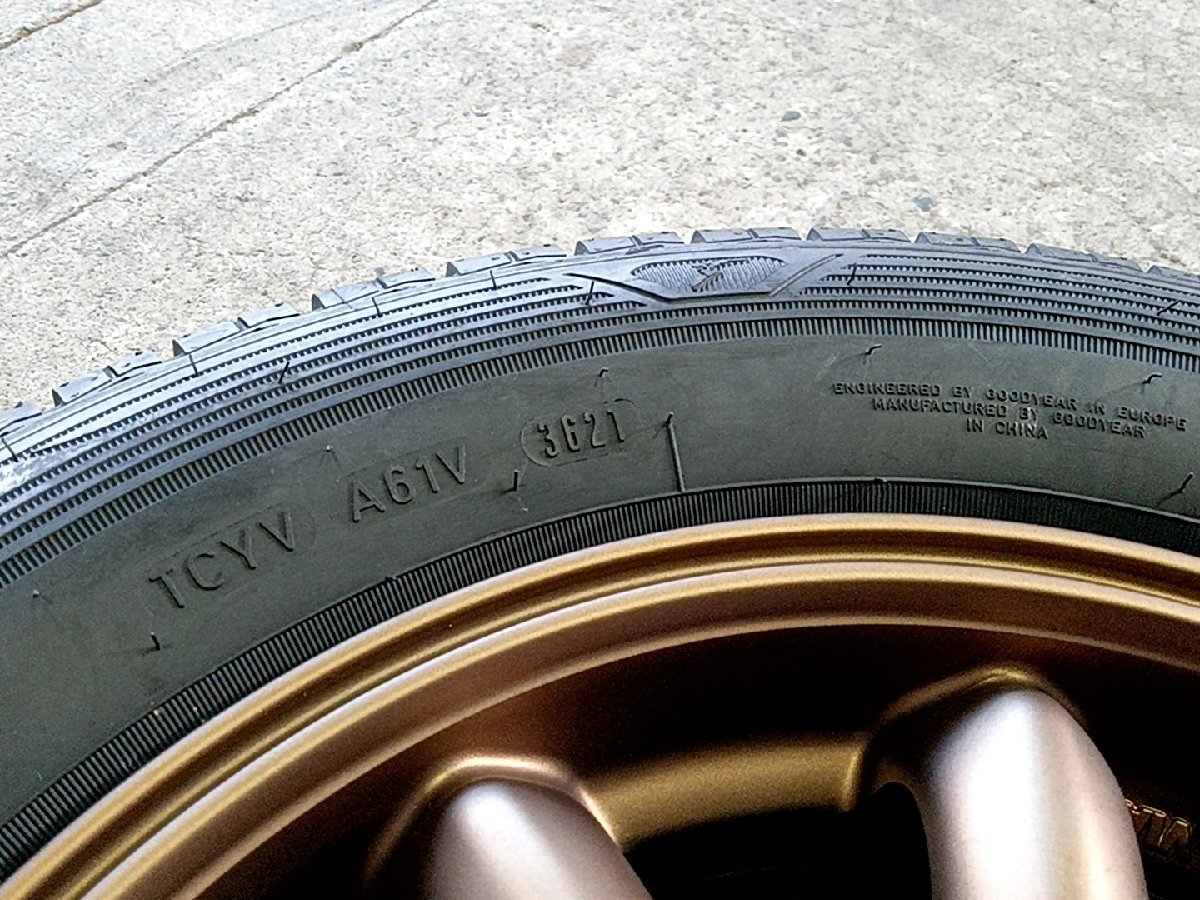 TCYV A61V 3621
ENGINEERED BY GOODYEAR IN EUROPE
MANUFACTURED BY GOODYEAR
IN CHINA